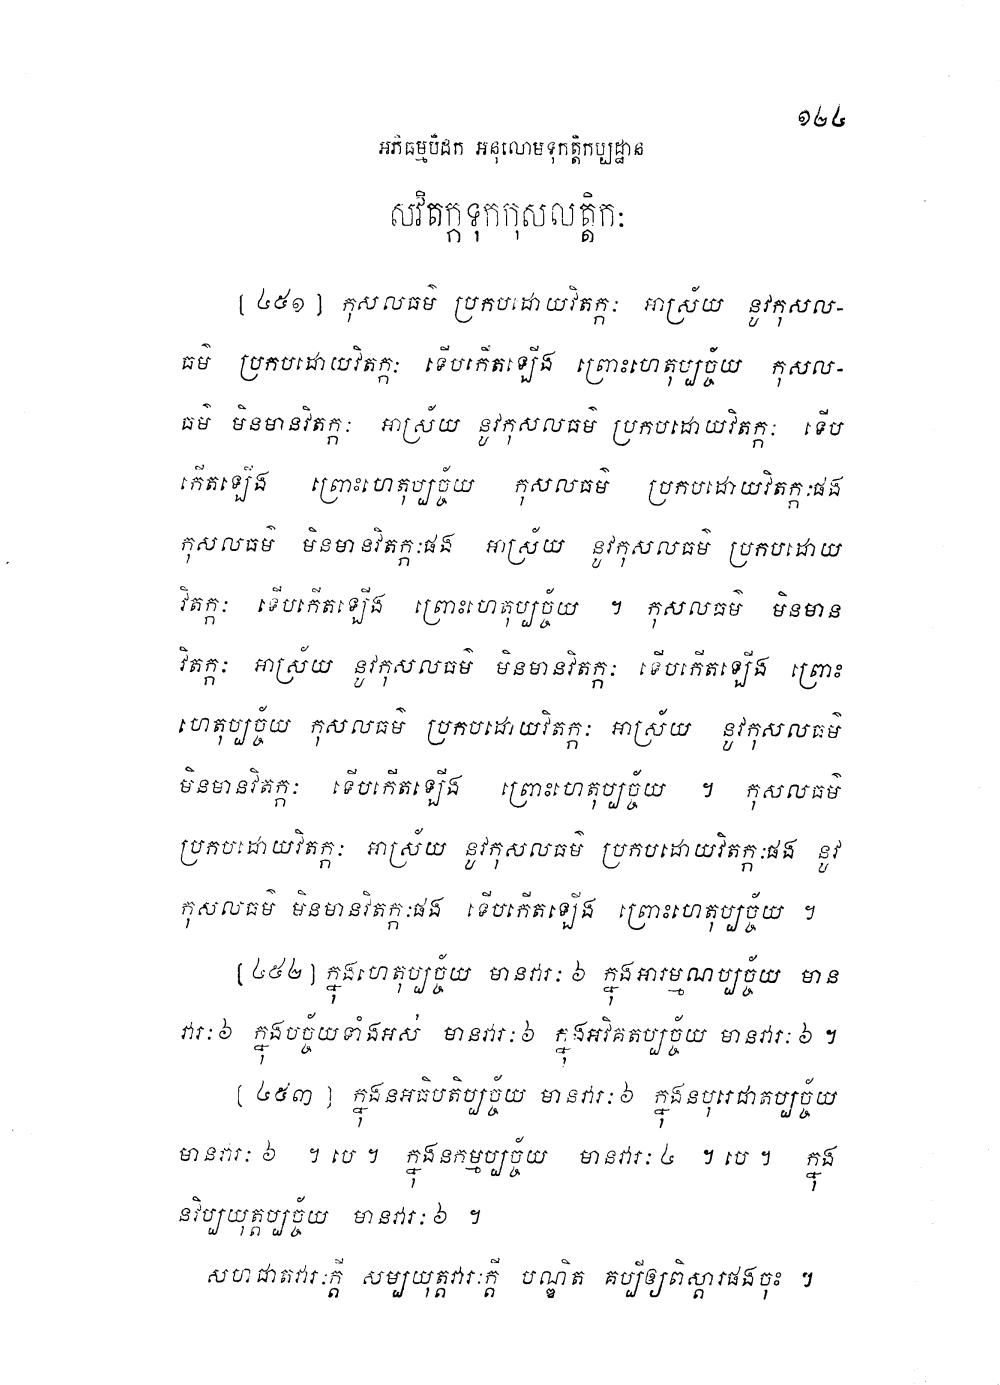 ១៤៤
អភិធម្មបិដក អនុលោមទុកត្តិកប្បដ្ឋាន
សវិតក្កទុកកុសលត្តិកៈ
[ ៤៥១ ] កុសលធម៌ ប្រកបដោយវិតក្កៈ អាស្រ័យ នូវកុសល-
ធម៌ ប្រកបដោយវិតក្កៈ ទើបកើតឡើង ព្រោះហេតុប្បច្ច័យ កុសល-
ធម៌ មិនមានវិតក្កៈ អាស្រ័យ នូវកុសលធម៌ ប្រកបដោយវិតក្កៈ ទើប
កើតឡើង ព្រោះហេតុប្បច្ច័យ កុសលធម៌ ប្រកបដោយវិតក្កៈផង
កុសលធម៌ មិនមានវិតក្កៈផង អាស្រ័យ នូវកុសលធម៌ ប្រកបដោយ
វិតក្កៈ ទើបកើតឡើង ព្រោះហេតុប្បច្ច័យ ។ កុសលធម៌ មិនមាន
វិតក្កៈ អាស្រ័យ នូវកុសលធម៌ មិនមានវិតក្កៈ ទើបកើតឡើង ព្រោះ
ហេតុប្បច្ច័យ កុសលធម៌ ប្រកបដោយវិតក្កៈ អាស្រ័យ នូវកុសលធម៌
មិនមានវិតក្កៈ ទើបកើតឡើង ព្រោះហេតុប្បច្ច័យ ។ កុសលធម៌
ប្រកបដោយវិតក្កៈ អាស្រ័យ នូវកុសលធម៌ ប្រកបដោយវិតក្កៈផង នូវ
កុសលធម៌ មិនមានវិតក្កៈផង ទើបកើតឡើង ព្រោះហេតុប្បច្ច័យ ។
[ ៤៥២ ] ក្នុងហេតុប្បច្ច័យ មានវារៈ ៦ ក្នុងអារម្មណប្បច្ច័យ មាន
វារៈ ៦ ក្នុងបច្ច័យទាំងអស់ មានវារៈ ៦ ក្នុងអវិគតប្បច្ច័យ មានវារៈ ៦ ។
[ ៤៥៣ ] ក្នុងនអធិបតិប្បច្ច័យ មានវារៈ ៦ ក្នុងនបុរេជាតប្បច្ច័យ
មានវារៈ ៦ ។ បេ ។ ក្នុងនកម្មប្បច្ច័យ មានវារៈ ៤ ។ បេ ។ ក្នុង
នវិប្បយុត្តប្បច្ច័យ មានវារៈ ៦ ។
សហជាតវារៈក្តី សម្បយុត្តវារៈក្តី បណ្ឌិត គប្បីឲ្យពិស្តារផងចុះ ។